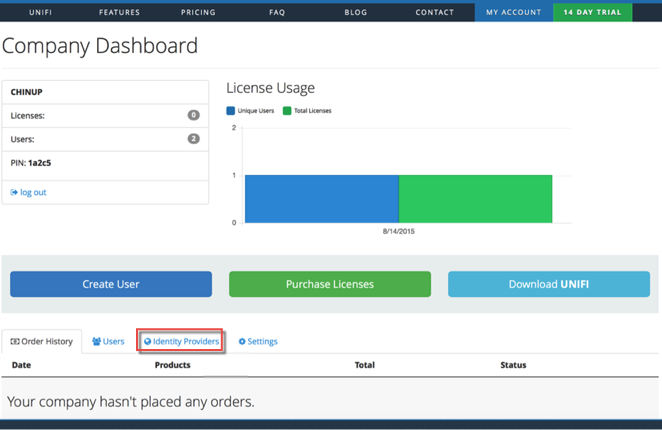 UNIFI FEATURES PRICING FAQ BLOG CONTACT MY ACCOUNT 14 DAY TRIAL
Company Dashboard
CHINUP
Licenses: 0
Users: 2
PIN: 1a2c5
log out
License Usage
Unique Users Total Licenses
2
1
0
8/14/2015
Create User Purchase Licenses Download UNIFI
Order History Users Identity Providers Settings
Date Products Total Status
Your company hasn't placed any orders.